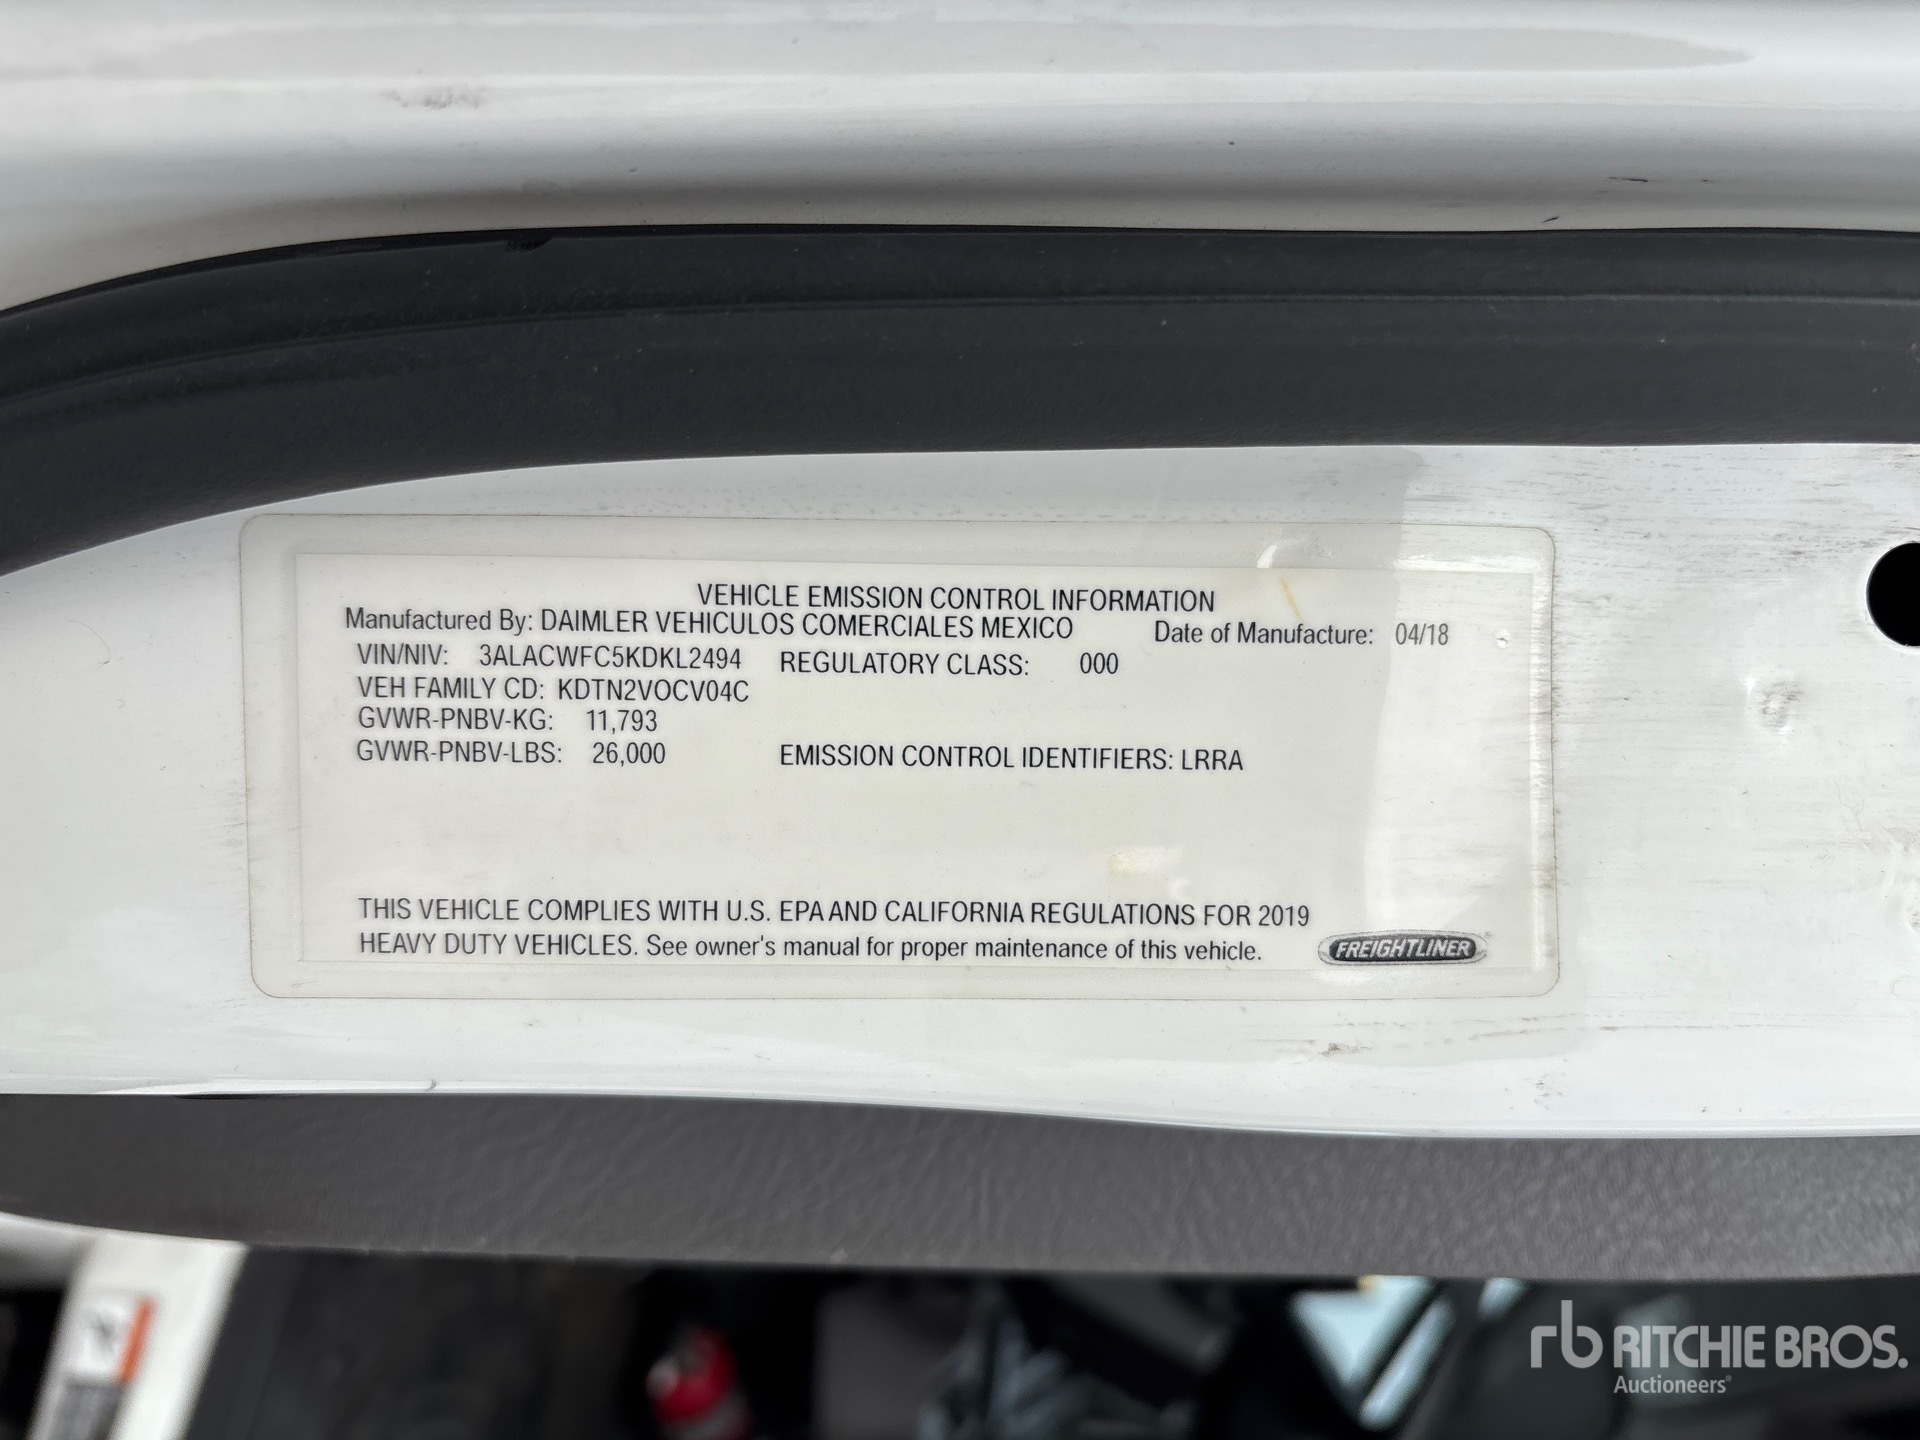 VEHICLE EMISSION CONTROL INFORMATION
Manufactured By: DAIMLER VEHICULOS COMERCIALES MEXICO Date of Manufacture: 04/18
VIN/NIV: 3ALACWFC5KDKL2494 REGULATORY CLASS: 000
VEH FAMILY CD: KDTN2VOCV04C
GVWR-PNBV-KG: 11,793
GVWR-PNBV-LBS: 26,000 EMISSION CONTROL IDENTIFIERS: LRRA
THIS VEHICLE COMPLIES WITH U.S. EPA AND CALIFORNIA REGULATIONS FOR 2019
HEAVY DUTY VEHICLES. See owner's manual for proper maintenance of this vehicle.
FREIGHTLINER
rb RITCHIE BROS.
Auctioneers®